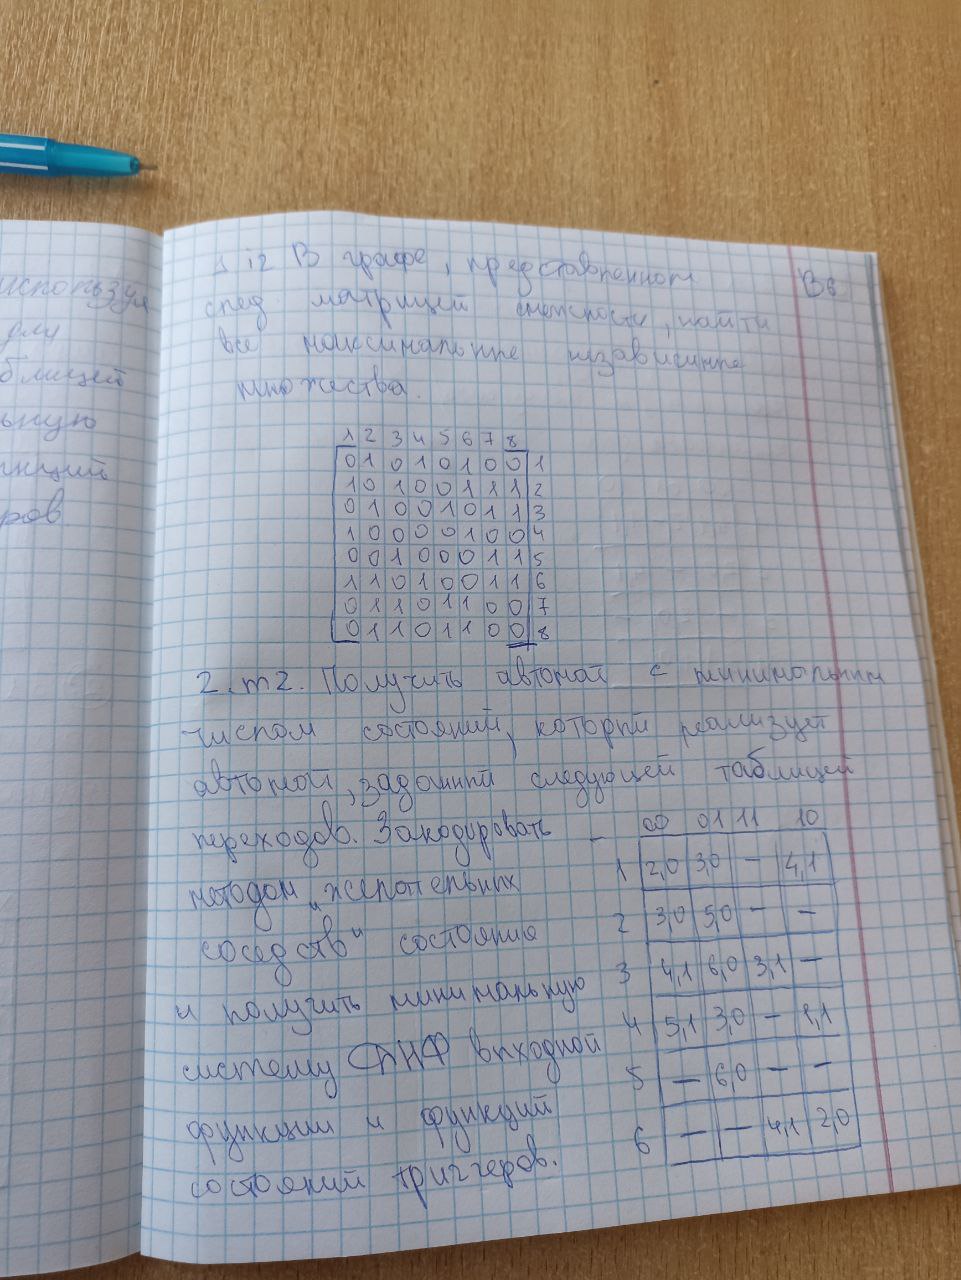 используя
ему
блицей
ьную
нкций
ров
1 i2 В графе, представленном В6
след матрицей смежности, найти
все максимальные независимые
множества.
1 2 3 4 5 6 7 8
0 1 0 1 0 1 0 0 1
1 0 1 0 0 1 1 1 2
0 1 0 0 1 0 1 1 3
1 0 0 0 0 1 0 0 4
0 0 1 0 0 0 1 1 5
1 1 0 1 0 0 1 1 6
0 1 1 0 1 1 0 0 7
0 1 1 0 1 1 0 0 8
2. m2. Получить автомат с минимальным
числом состояний, который реализует
автомат, заданный следующей таблицей
переходов. Закодировать
методом „желательных
соседств" состояние
и получить минимальную
систему ДНФ выходной
функции и функций
состояний триггеров.
– 00 01 11 10
1 2,0 3,0 – 4,1
2 3,0 5,0 – –
3 4,1 6,0 3,1 –
4 5,1 3,0 – 1,1
5 – 6,0 – –
6 – – 4,1 2,0